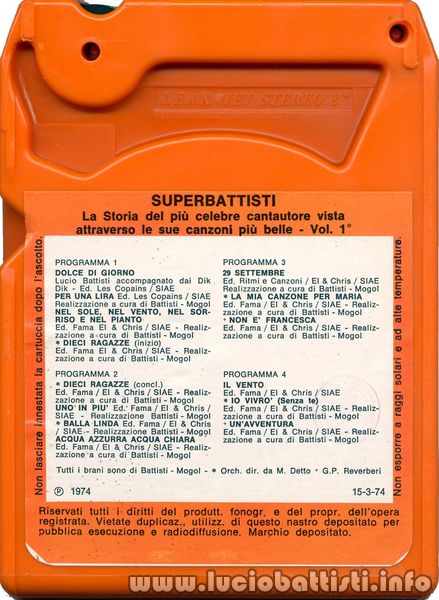 LEAR JET STEREO 8
SUPERBATTISTI
La Storia del più celebre cantautore vista
attraverso le sue canzoni più belle - Vol. 1°
PROGRAMMA 1
DOLCE DI GIORNO
Lucio Battisti accompagnato dai Dik
Dik - Ed. Les Copains / SIAE
PER UNA LIRA Ed. Les Copains / SIAE
Realizzazione a cura di Battisti - Mogol
NEL SOLE, NEL VENTO, NEL SOR-
RISO E NEL PIANTO
Ed. Fama El Chris / SIAE - Realiz-
zazione a cura di Battisti - Mogol
* DIECI RAGAZZE (inizio)
Ed. Fama El & Chris / SIAE - Realiz-
zazione a cura di Battisti - Mogol
PROGRAMMA 2
* DIECI RAGAZZE (concl.)
Ed. Fama / El & Chris / SIAE - Rea-
lizzazione a cura di Battisti - Mogol
UNO' IN PIU' Ed. Fama / El & Chris /
SIAE - Realizzazione Battisti - Mogol
* BALLA LINDA Ed. Fama / El & Chris /
SIAE - Realizzazione Battisti - Mogol
ACQUA AZZURRA ACQUA CHIARA
Ed. Fama / El & Chris / SIAE - Realiz-
zazione a cura di Battisti - Mogol
PROGRAMMA 3
29 SETTEMBRE
Ed. Ritmi e Canzoni / El & Chris / SIAE
Realizzazione a cura di Battisti - Mogol
* LA MIA CANZONE PER MARIA
Ed. Fama / El & Chris / SIAE - Realiz-
zazione a cura di Battisti - Mogol
* NON E' FRANCESCA
Ed. Fama / El & Chris / SIAE - Realiz-
zazione a cura di Battisti - Mogol
PROGRAMMA 4
IL VENTO
Ed. Fama / El & Chris / SIAE
* IO VIVRO' (Senza te)
Ed. Fama / El & Chris / SIAE - Realiz-
zazione a cura di Battisti - Mogol
* UN'AVVENTURA
Ed. Fama / El & Chris / SIAE - Realiz-
zazione a cura di Battisti - Mogol
Tutti i brani sono di Battisti - Mogol - * Orch. dir. da M. Detto · G.P. Reverberi
Ⓟ 1974
15-3-74
Non lasciare innestata la cartuccia dopo l'ascolto.
Non esporre a raggi solari e ad alte temperature.
Riservati tutti i diritti del produtt. fonogr. e del propr. dell'opera
registrata. Vietate duplicaz., utilizz. di questo nastro depositato per
pubblica esecuzione e radiodiffusione. Marchio depositato.
www.luciobattisti.info